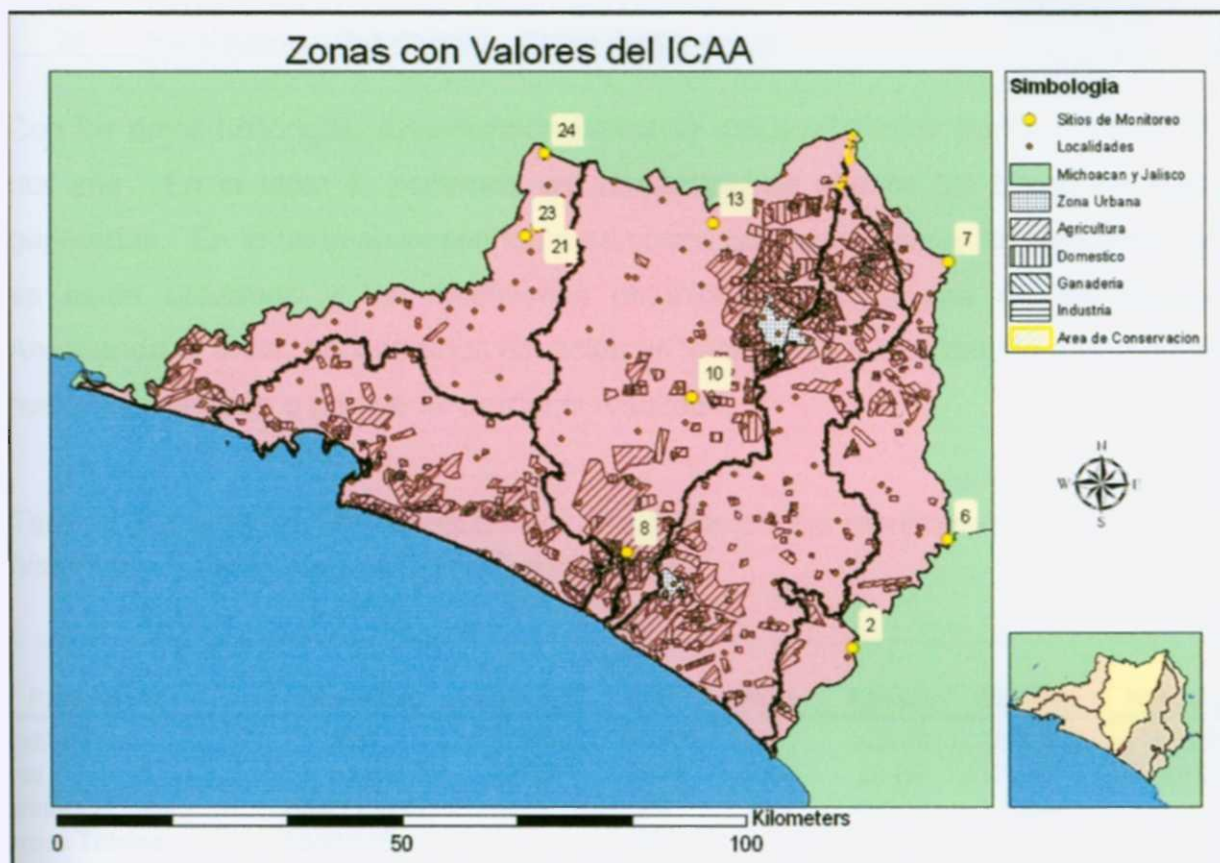 Zonas con Valores del ICAA
24
23
21
13
7
10
8
6
2
Simbologia
Sitios de Monitoreo
Localidades
Michoacan y Jalisco
Zona Urbana
Agricultura
Domestico
Ganaderia
Industria
Area de Conservacion
N
W E
S
0 50 100 Kilometers